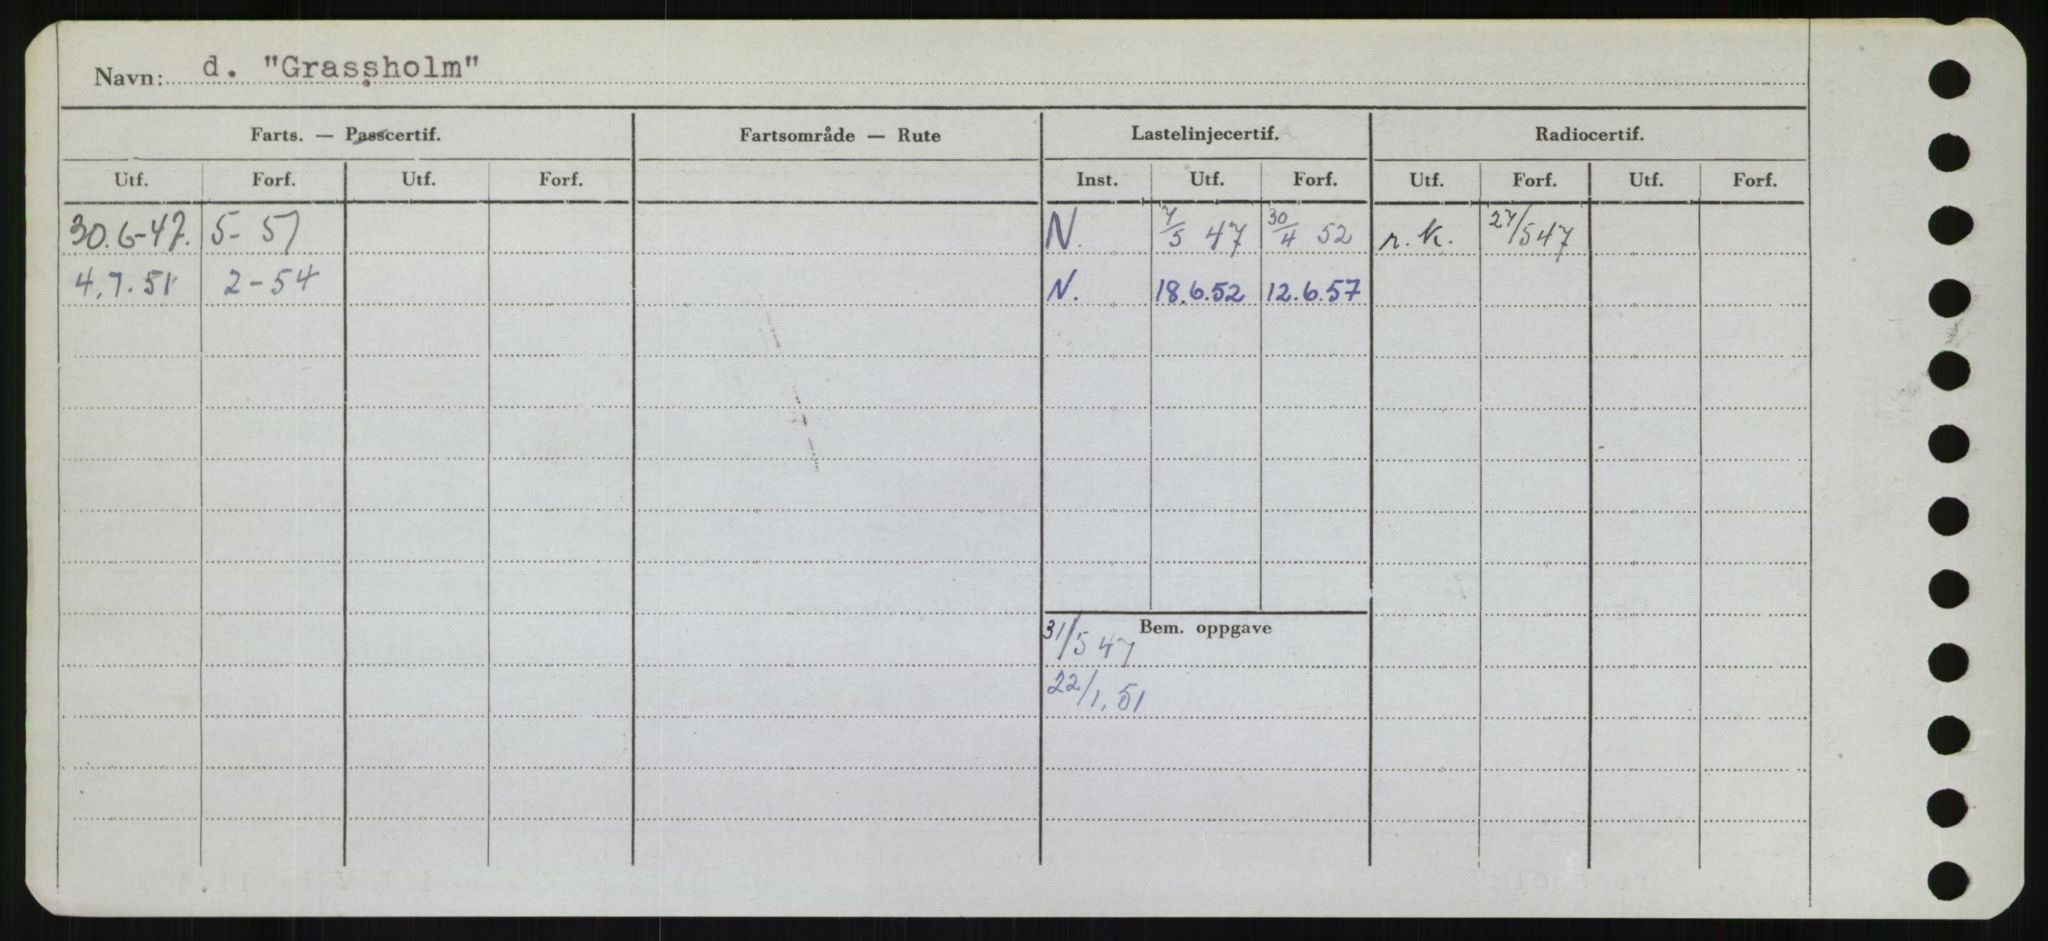 Navn: d. "Grassholm"
Farts. — Passcertif. Fartsområde — Rute Lastelinjecertif. Radiocertif.
Utf. Forf. Utf. Forf. Inst. Utf. Forf. Utf. Forf. Utf. Forf.
30.6-47. 5- 51 N. 7/5 47 30/4 52 r.k. 27/5 47
4.7.51 2-54 N. 18.6.52 12.6.57
Bem. oppgave
31/5 47
22/1.51